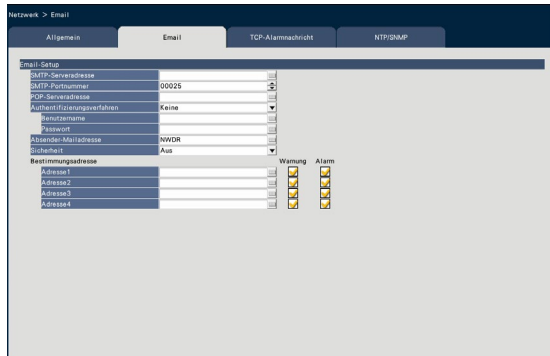 Netzwerk > Email
Allgemein Email TCP-Alarmnachricht NTP/SNMP
Email-Setup
SMTP-Serveradresse
SMTP-Portnummer 00025
POP-Serveradresse
Authentifizierungsverfahren Keine
Benutzername
Passwort
Absender-Mailadresse NWDR
Sicherheit Aus
Bestimmungsadresse Warnung Alarm
Adresse1
Adresse2
Adresse3
Adresse4